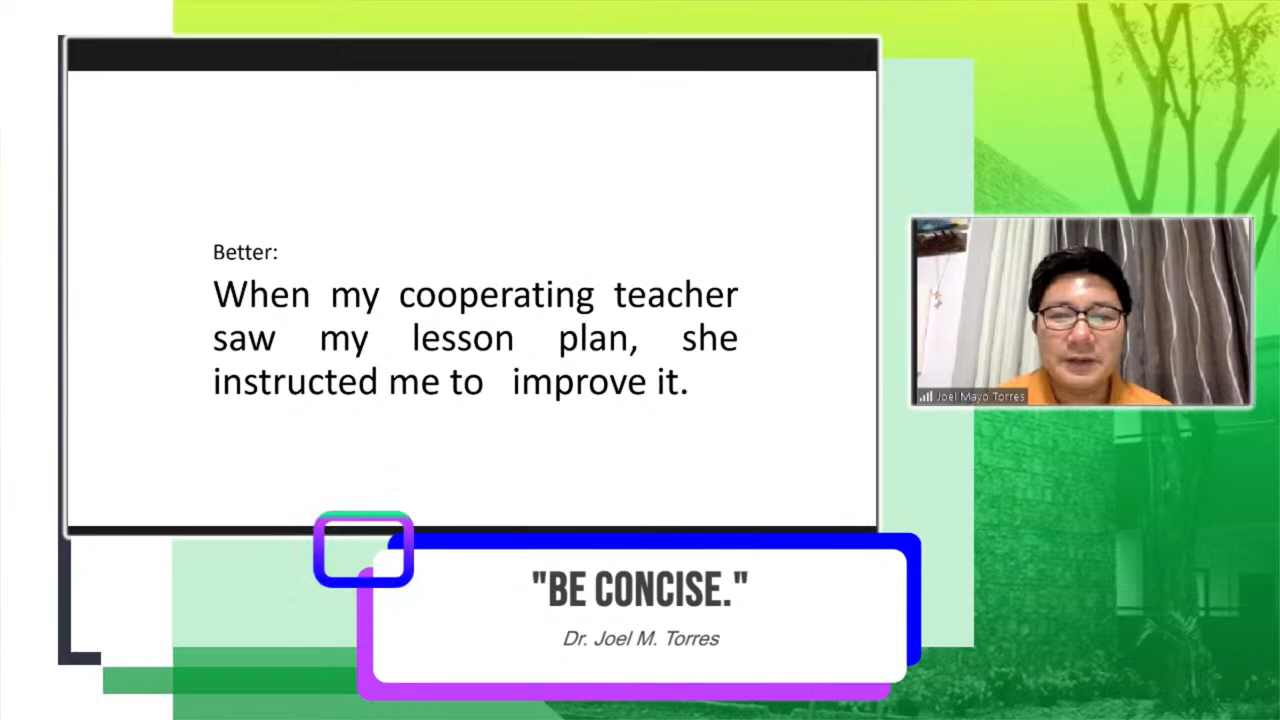 Better:
When my cooperating teacher
saw my lesson plan, she
instructed me to improve it.
Joel Mayo Torres
"BE CONCISE."
Dr. Joel M. Torres